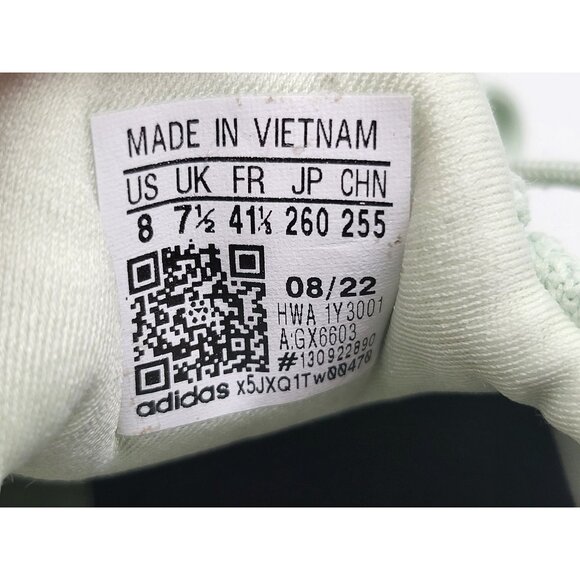 MADE IN VIETNAM
US UK FR JP CHN
8 7½ 41⅓ 260 255
08/22
HWA 1Y3001
A:GX6603
#130922890
adidas x5JXQ1Tw00470